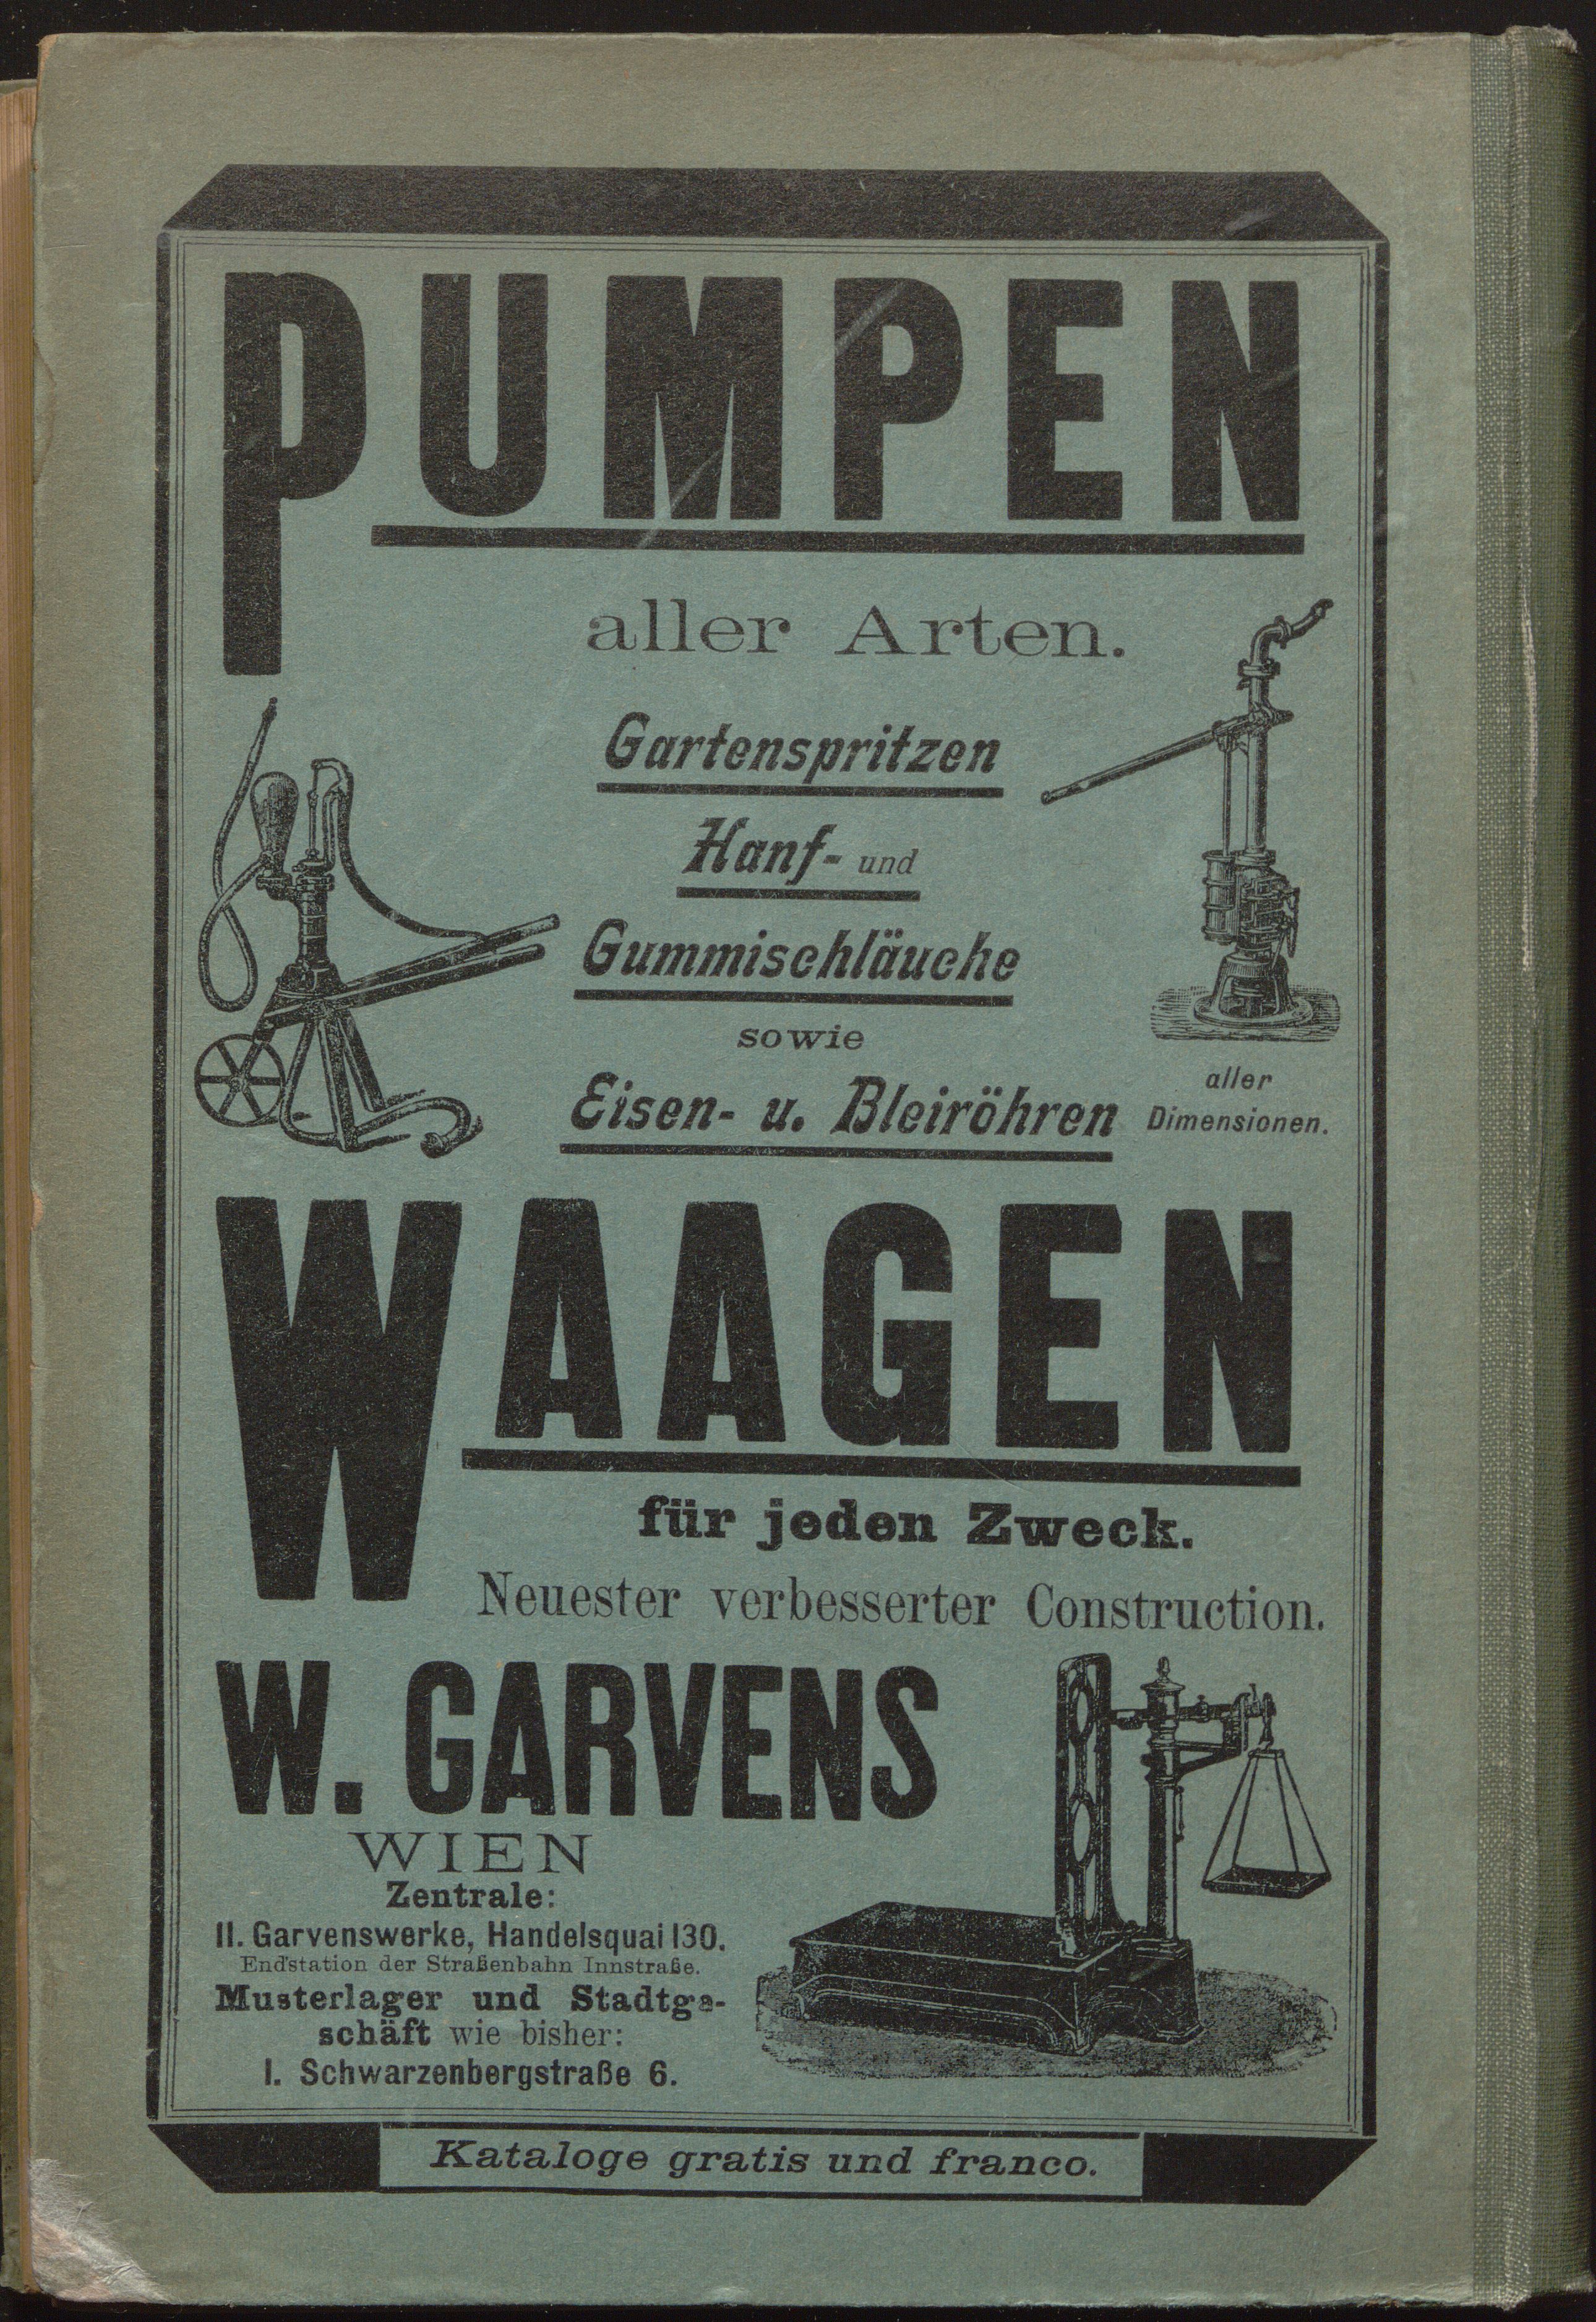 PUMPEN
aller Arten.
Gartenspritzen
Hanf- und
Gummischläuche
sowie
Eisen- u. Bleiröhren aller Dimensionen.
WAAGEN
für jeden Zweck.
Neuester verbesserter Construction.
W. GARVENS
WIEN
Zentrale:
II. Garvenswerke, Handelsquai 130.
Endstation der Straßenbahn Innstraße.
Musterlager und Stadtge-
schäft wie bisher:
I. Schwarzenbergstraße 6.
Kataloge gratis und franco.